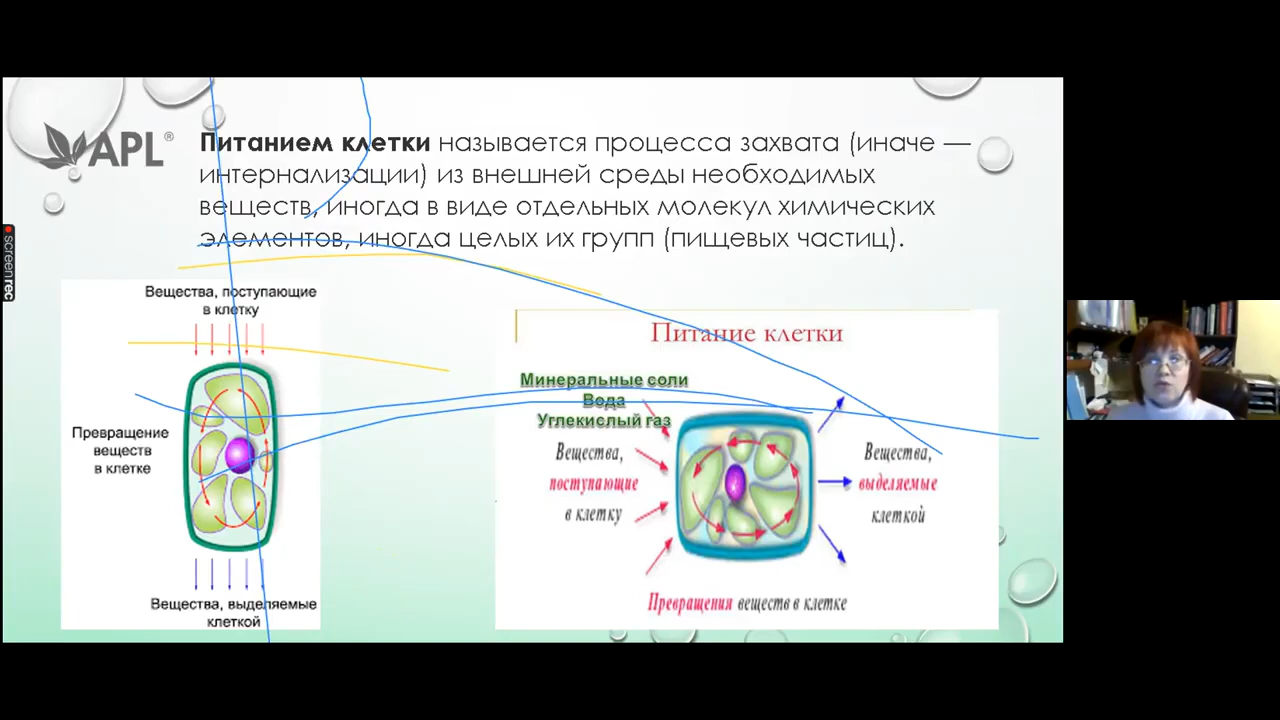 APL®
Питанием клетки называется процесса захвата (иначе —
интернализации) из внешней среды необходимых
веществ, иногда в виде отдельных молекул химических
элементов, иногда целых их групп (пищевых частиц).
screenrec
Вещества, поступающие
в клетку
Превращение
веществ
в клетке
Вещества, выделяемые
клеткой
Питание клетки
Минеральные соли
Вода
Углекислый газ
Вещества,
поступающие
в клетку
Вещества,
выделяемые
клеткой
Превращения веществ в клетке